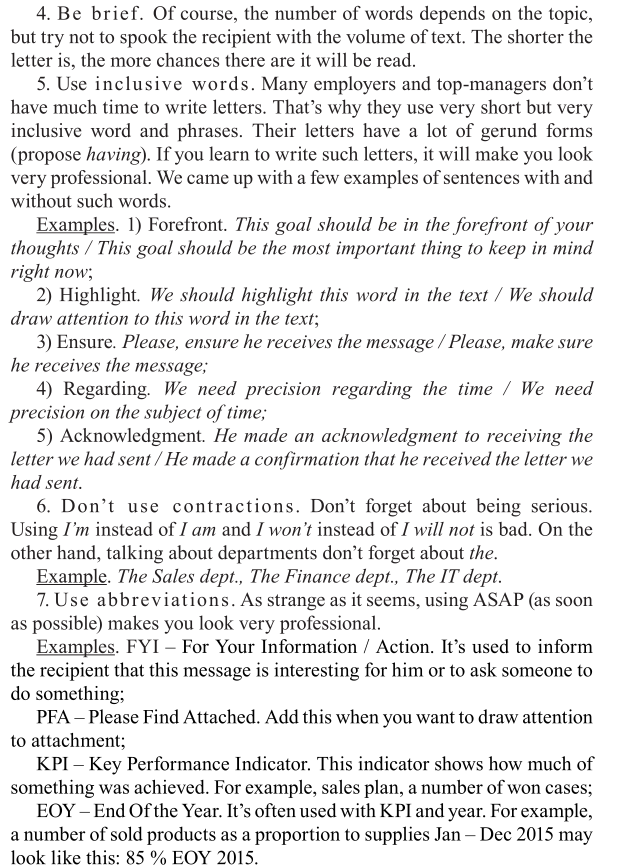 4. Be brief. Of course, the number of words depends on the topic,
but try not to spook the recipient with the volume of text. The shorter the
letter is, the more chances there are it will be read.
5. Use inclusive words. Many employers and top-managers don’t
have much time to write letters. That’s why they use very short but very
inclusive word and phrases. Their letters have a lot of gerund forms
(propose having). If you learn to write such letters, it will make you look
very professional. We came up with a few examples of sentences with and
without such words.
Examples. 1) Forefront. This goal should be in the forefront of your
thoughts / This goal should be the most important thing to keep in mind
right now;
2) Highlight. We should highlight this word in the text / We should
draw attention to this word in the text;
3) Ensure. Please, ensure he receives the message / Please, make sure
he receives the message;
4) Regarding. We need precision regarding the time / We need
precision on the subject of time;
5) Acknowledgment. He made an acknowledgment to receiving the
letter we had sent / He made a confirmation that he received the letter we
had sent.
6. Don’t use contractions. Don’t forget about being serious.
Using I’m instead of I am and I won’t instead of I will not is bad. On the
other hand, talking about departments don’t forget about the.
Example. The Sales dept., The Finance dept., The IT dept.
7. Use abbreviations. As strange as it seems, using ASAP (as soon
as possible) makes you look very professional.
Examples. FYI – For Your Information / Action. It’s used to inform
the recipient that this message is interesting for him or to ask someone to
do something;
PFA – Please Find Attached. Add this when you want to draw attention
to attachment;
KPI – Key Performance Indicator. This indicator shows how much of
something was achieved. For example, sales plan, a number of won cases;
EOY – End Of the Year. It’s often used with KPI and year. For example,
a number of sold products as a proportion to supplies Jan – Dec 2015 may
look like this: 85 % EOY 2015.